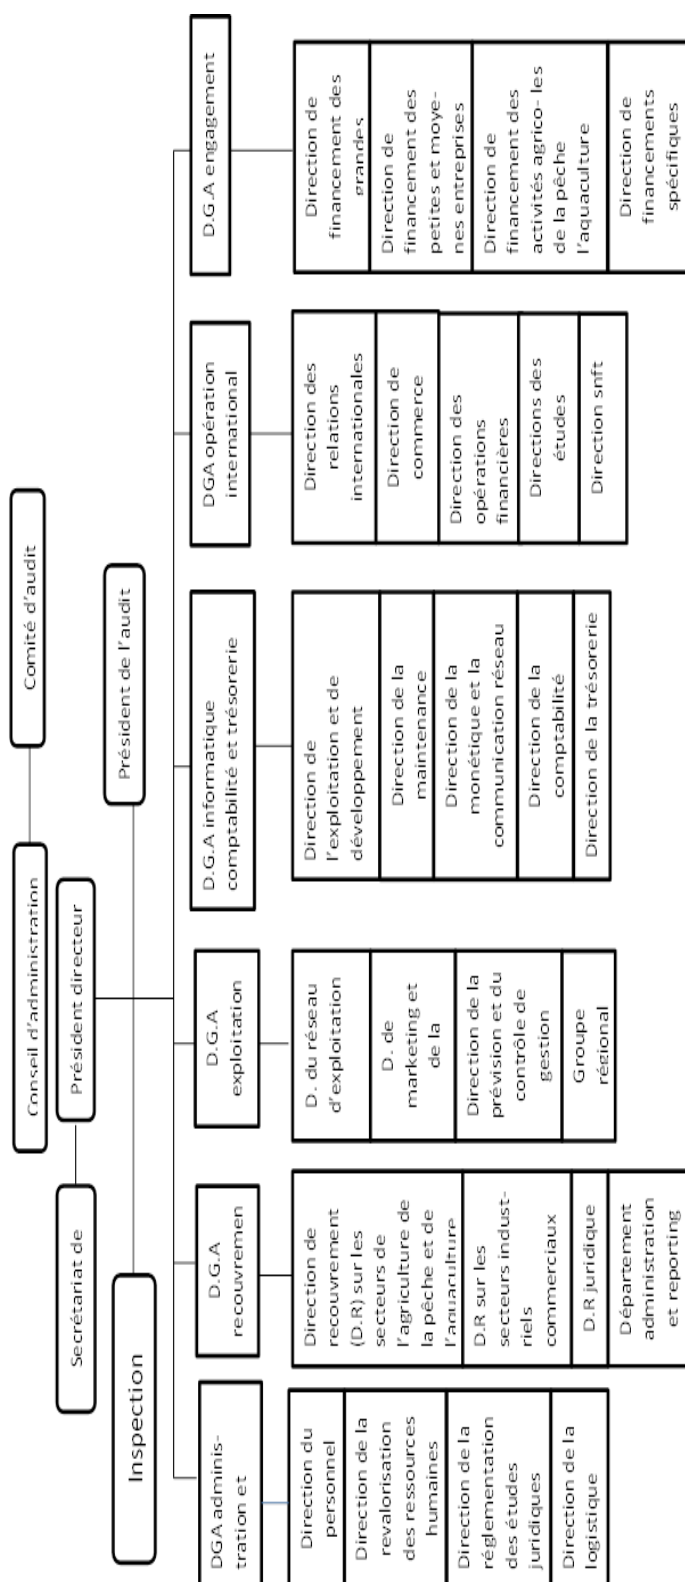 Conseil d’administration
Comité d’audit
Secrétariat de
Président directeur
Inspection
Président de l’audit
DGA adminis-
tration et
Direction du
personnel
Direction de la
revalorisation
des ressources
humaines
Direction de la
réglementation
des études
juridiques
Direction de la
logistique
D.G.A
recouvremen
Direction de
recouvrement
(D.R) sur les
secteurs de
l’agriculture de
la pêche et de
l’aquaculture
D.R sur les
secteurs indust-
riels
commerciaux
D.R juridique
Département
administration
et reporting
D.G.A
exploitation
D. du réseau
d’exploitation
D. de
marketing et
de la
Direction de la
prévision et du
contrôle de
gestion
Groupe
régional
D.G.A informatique
comptabilité et trésorerie
Direction de
l’exploitation et de
développement
Direction de la
maintenance
Direction de la
monétique et la
communication réseau
Direction de la
comptabilité
Direction de la trésorerie
DGA opération
international
Direction des
relations
internationales
Direction de
commerce
Direction des
opérations
financières
Directions des
études
Direction snft
D.G.A engagement
Direction de
financement des
grandes
Direction de
financement des
petites et moye-
nes entreprises
Direction de
financement des
activités agrico- les
de la pêche
l’aquaculture
Direction de
financements
spécifiques